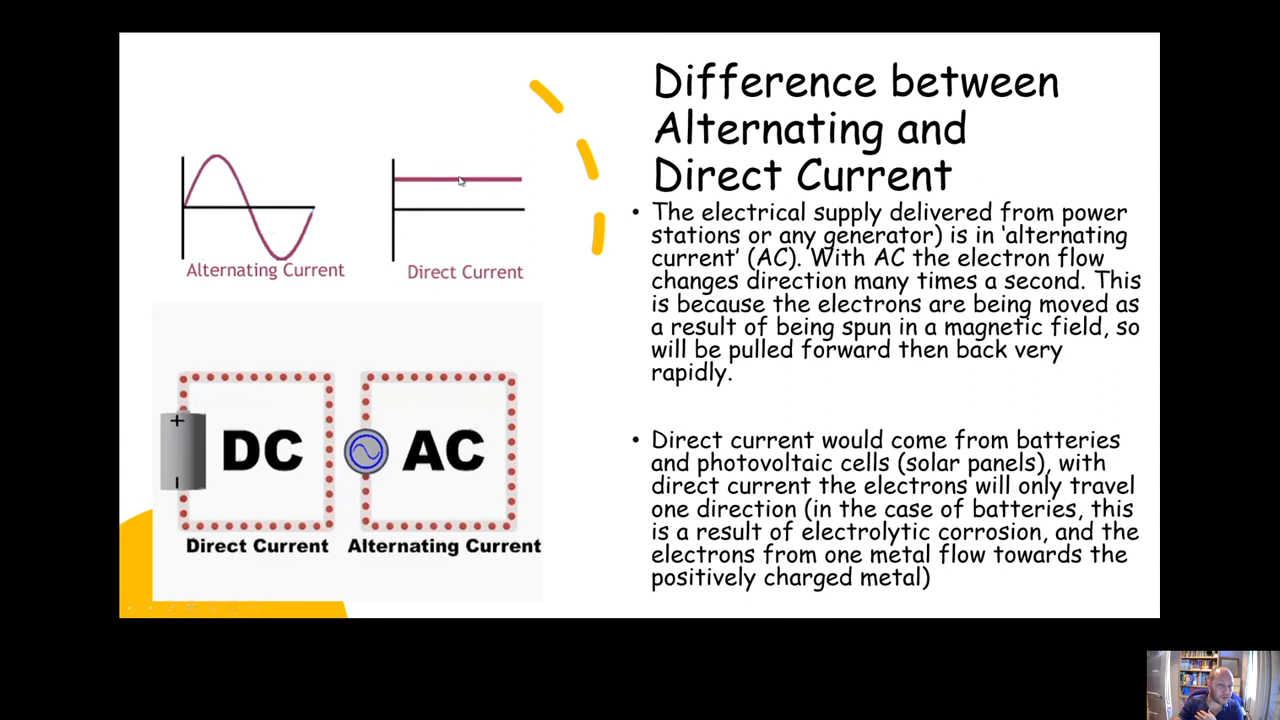 Difference between
Alternating and
Direct Current
Alternating Current
Direct Current
• The electrical supply delivered from power
stations or any generator) is in ‘alternating
current’ (AC). With AC the electron flow
changes direction many times a second. This
is because the electrons are being moved as
a result of being spun in a magnetic field, so
will be pulled forward then back very
rapidly.
+
DC
AC
Direct Current
Alternating Current
• Direct current would come from batteries
and photovoltaic cells (solar panels), with
direct current the electrons will only travel
one direction (in the case of batteries, this
is a result of electrolytic corrosion, and the
electrons from one metal flow towards the
positively charged metal)